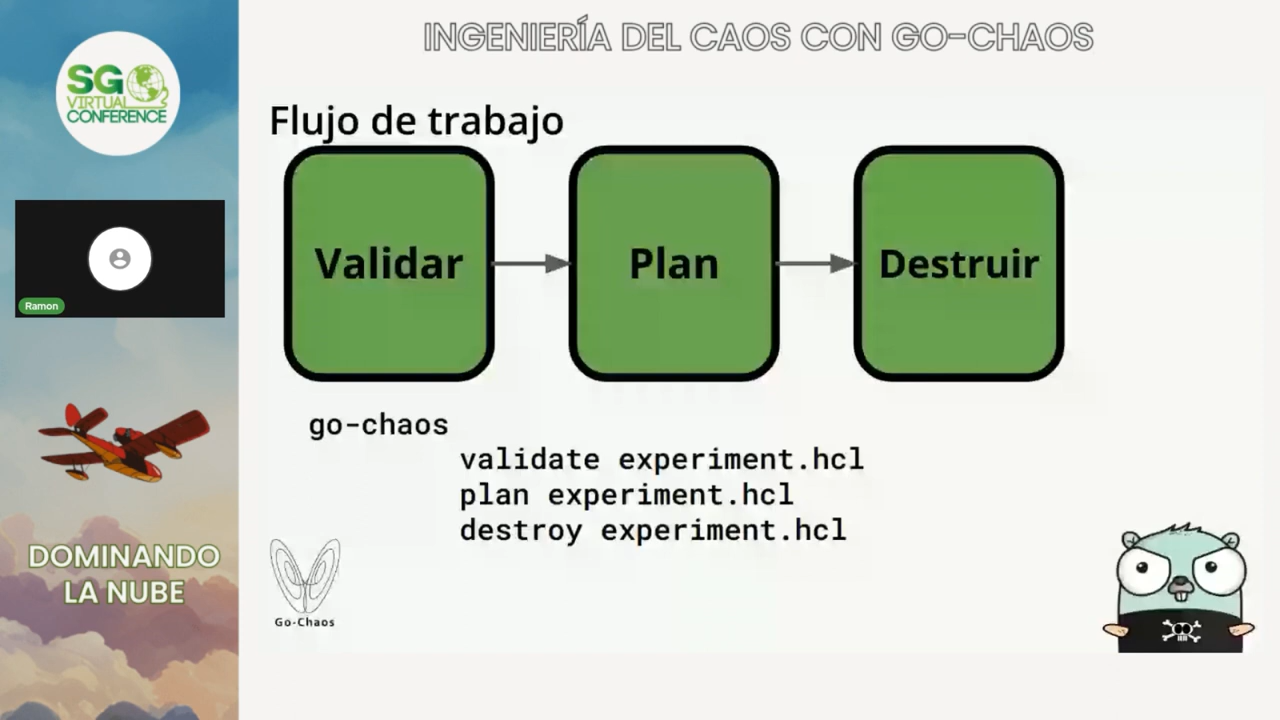 INGENIERÍA DEL CAOS CON GO-CHAOS
SG
VIRTUAL
CONFERENCE
Ramon
DOMINANDO
LA NUBE
Flujo de trabajo
Validar
Plan
Destruir
go-chaos
validate experiment.hcl
plan experiment.hcl
destroy experiment.hcl
Go-Chaos